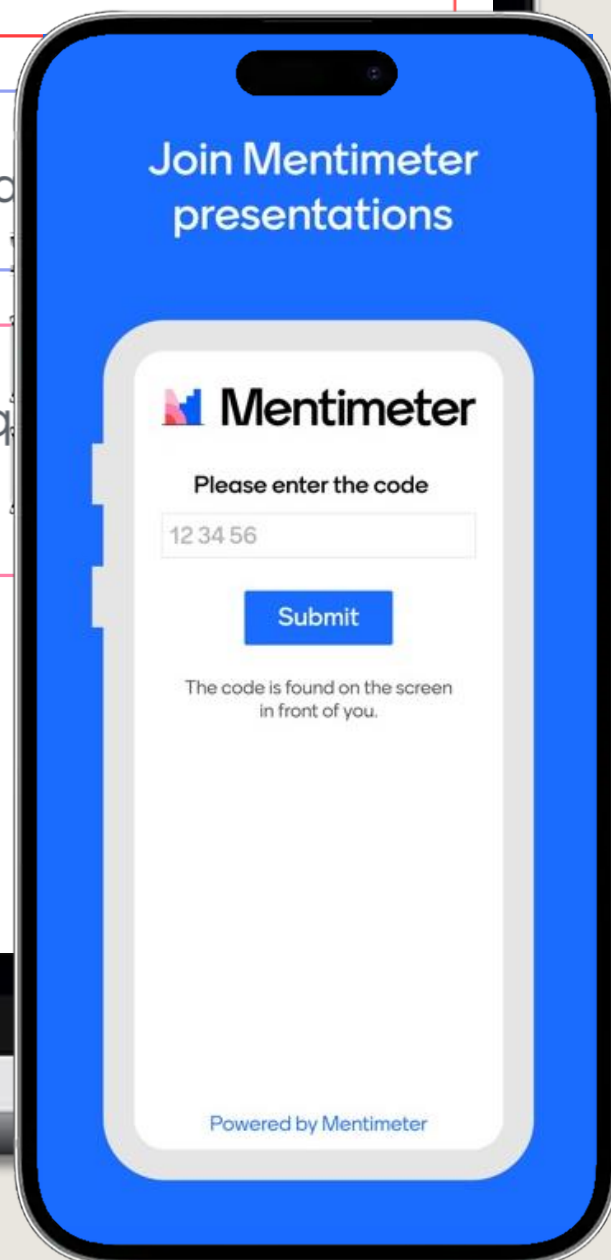 Join Mentimeter
presentations
Mentimeter
Please enter the code
12 34 56
Submit
The code is found on the screen
in front of you.
Powered by Mentimeter